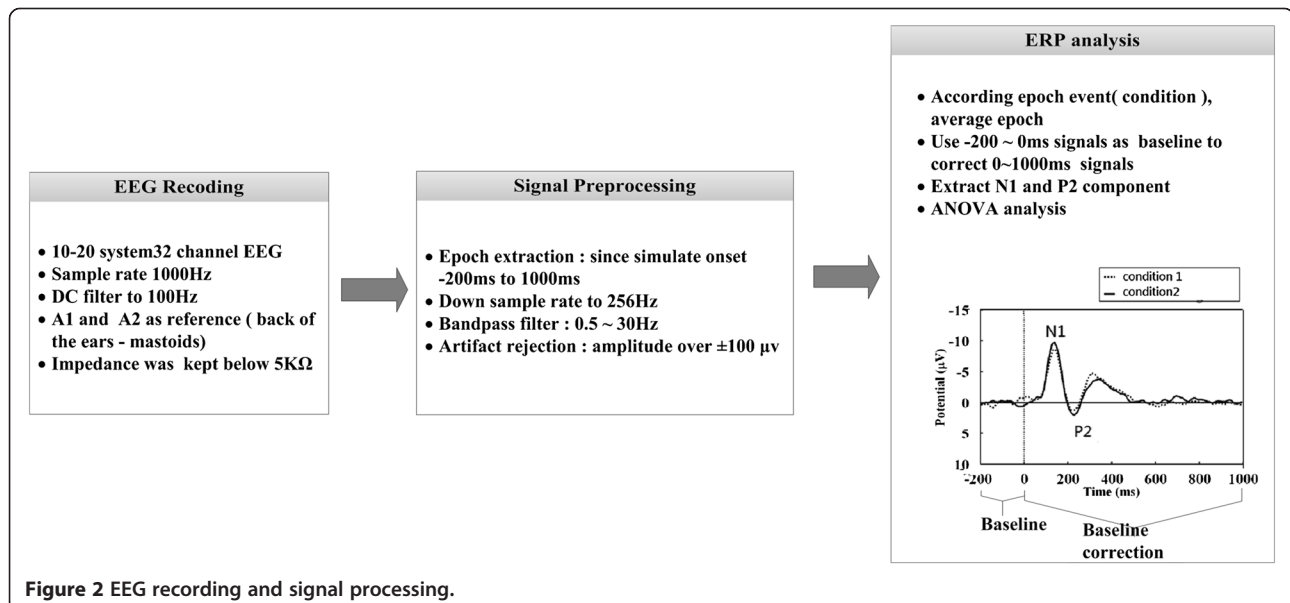 EEG Recoding
• 10-20 system32 channel EEG
• Sample rate 1000Hz
• DC filter to 100Hz
• A1 and A2 as reference ( back of
the ears - mastoids)
• Impedance was kept below 5KΩ
Signal Preprocessing
• Epoch extraction : since simulate onset
-200ms to 1000ms
• Down sample rate to 256Hz
• Bandpass filter : 0.5 ~ 30Hz
• Artifact rejection : amplitude over ±100 μv
ERP analysis
• According epoch event( condition ),
average epoch
• Use -200 ~ 0ms signals as baseline to
correct 0~1000ms signals
• Extract N1 and P2 component
• ANOVA analysis
condition 1
condition2
Potential (μV)
-15
-10
-5
0
5
10
N1
P2
-200 0 200 400 600 800 1000
Time (ms)
Baseline
Baseline
correction
Figure 2 EEG recording and signal processing.